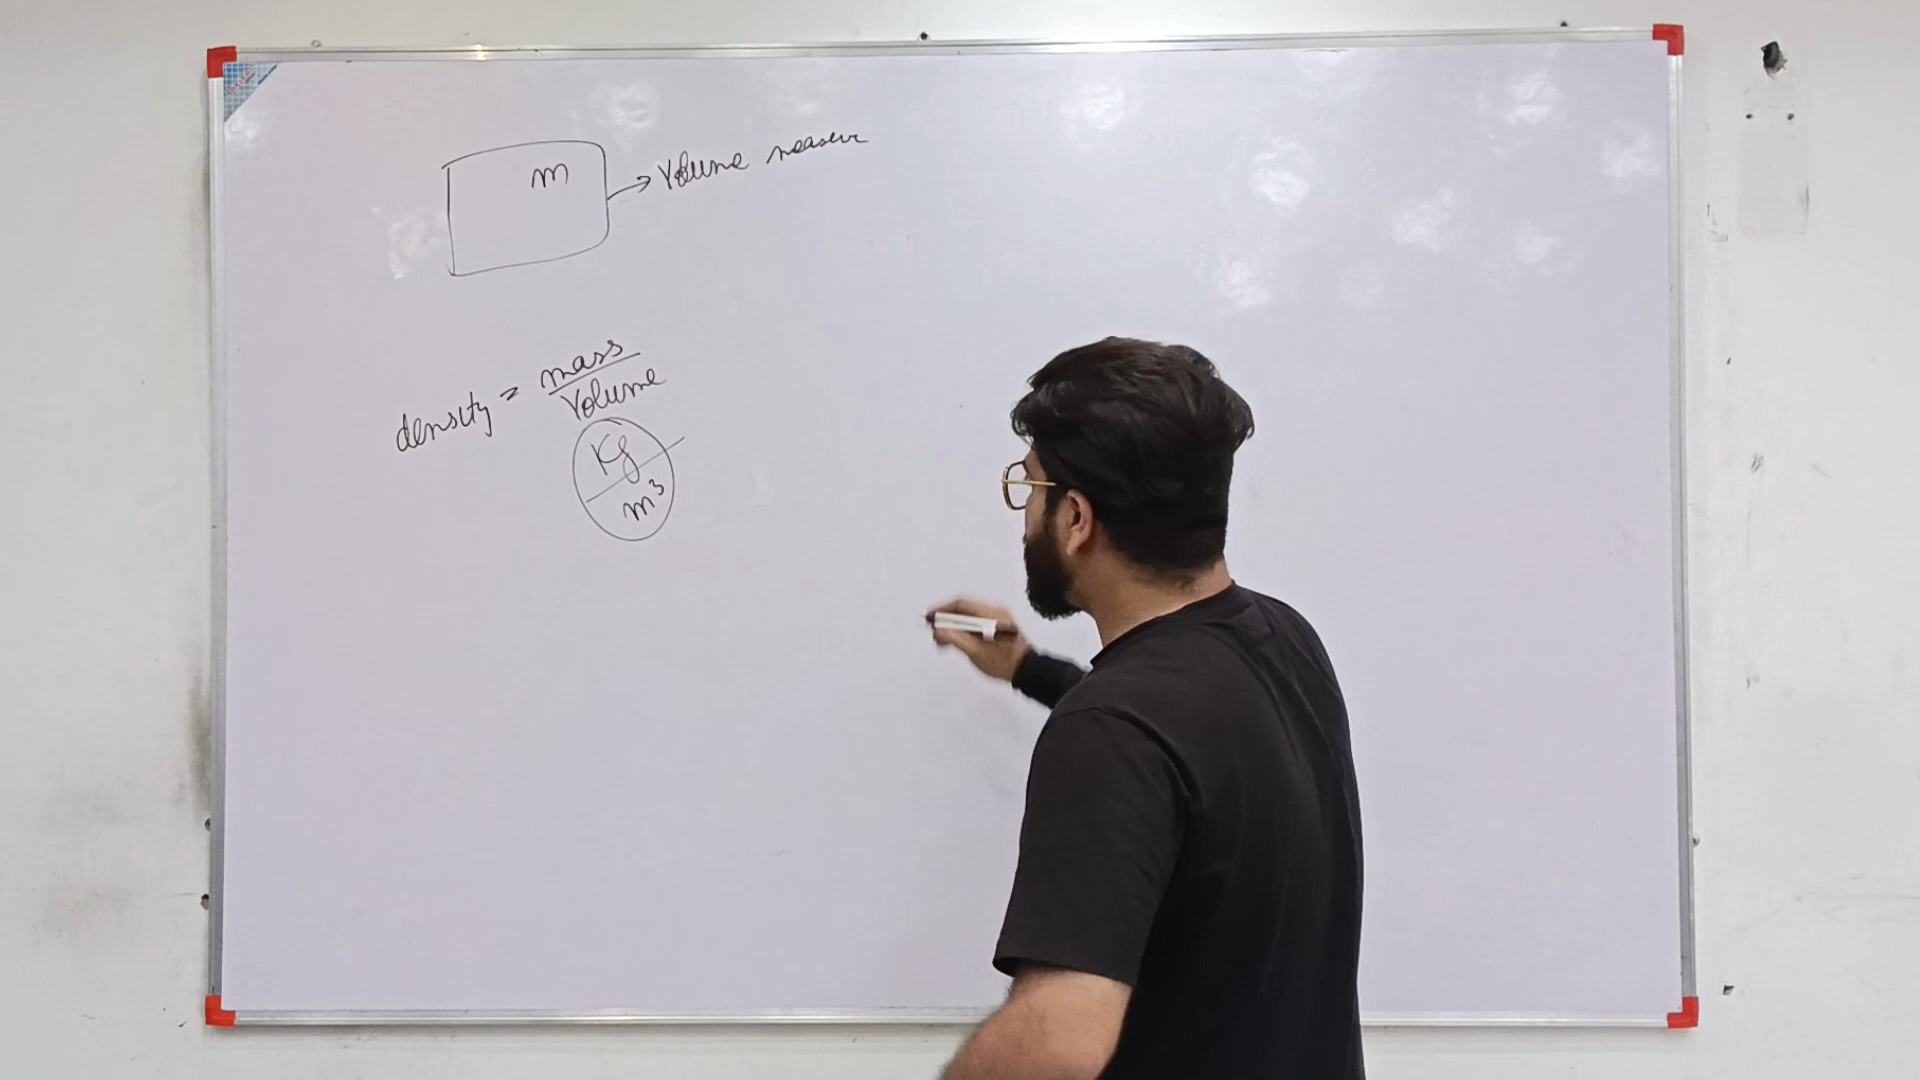 m → Volume measur
density = mass
Volume
Kg
m³